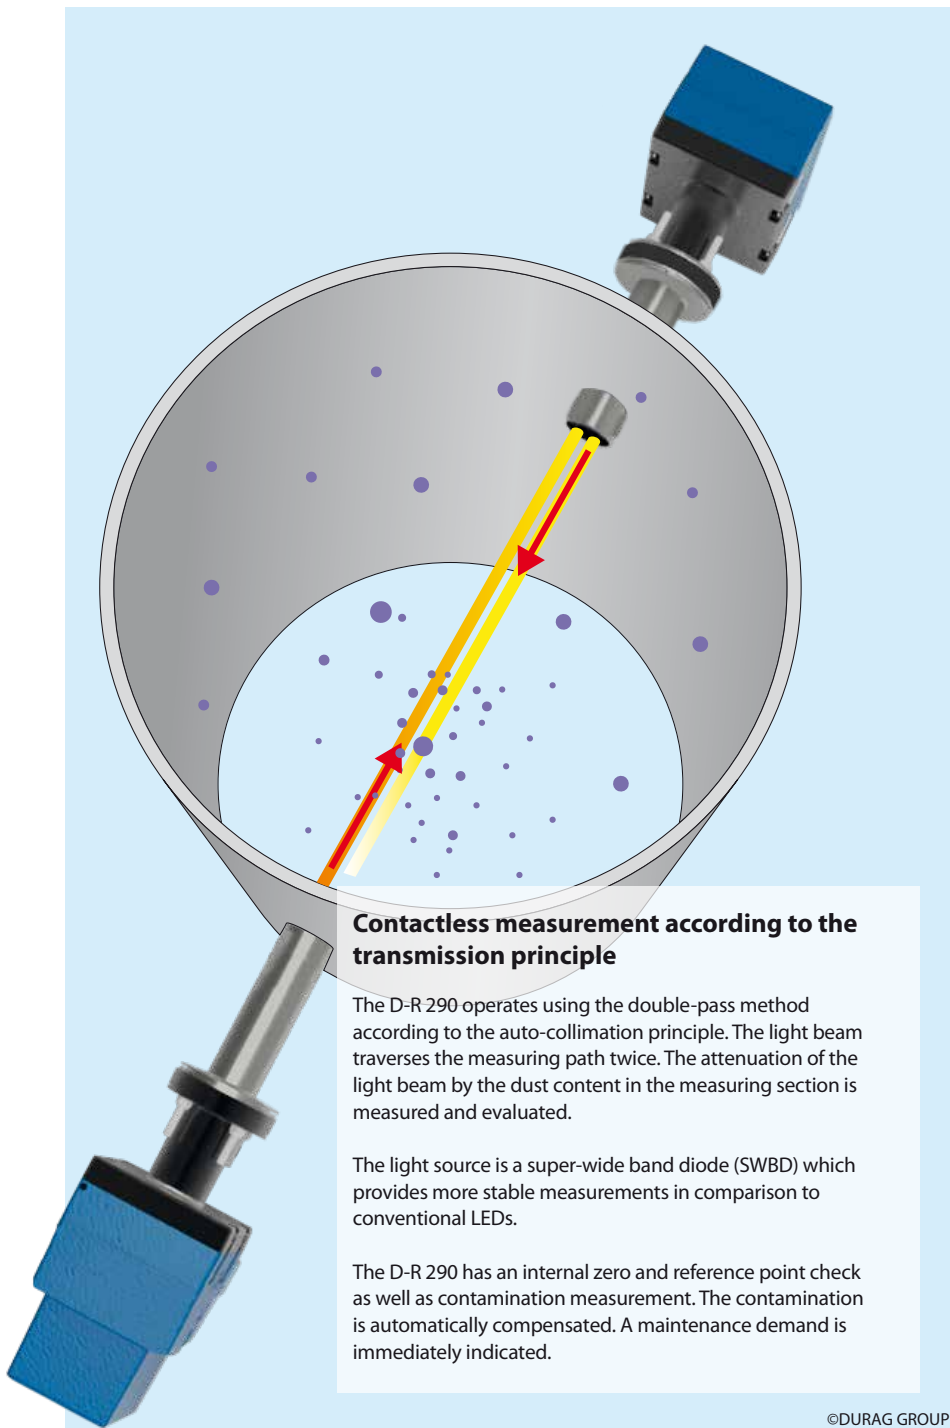 Contactless measurement according to the
transmission principle
The D-R 290 operates using the double-pass method
according to the auto-collimation principle. The light beam
traverses the measuring path twice. The attenuation of the
light beam by the dust content in the measuring section is
measured and evaluated.
The light source is a super-wide band diode (SWBD) which
provides more stable measurements in comparison to
conventional LEDs.
The D-R 290 has an internal zero and reference point check
as well as contamination measurement. The contamination
is automatically compensated. A maintenance demand is
immediately indicated.
©DURAG GROUP